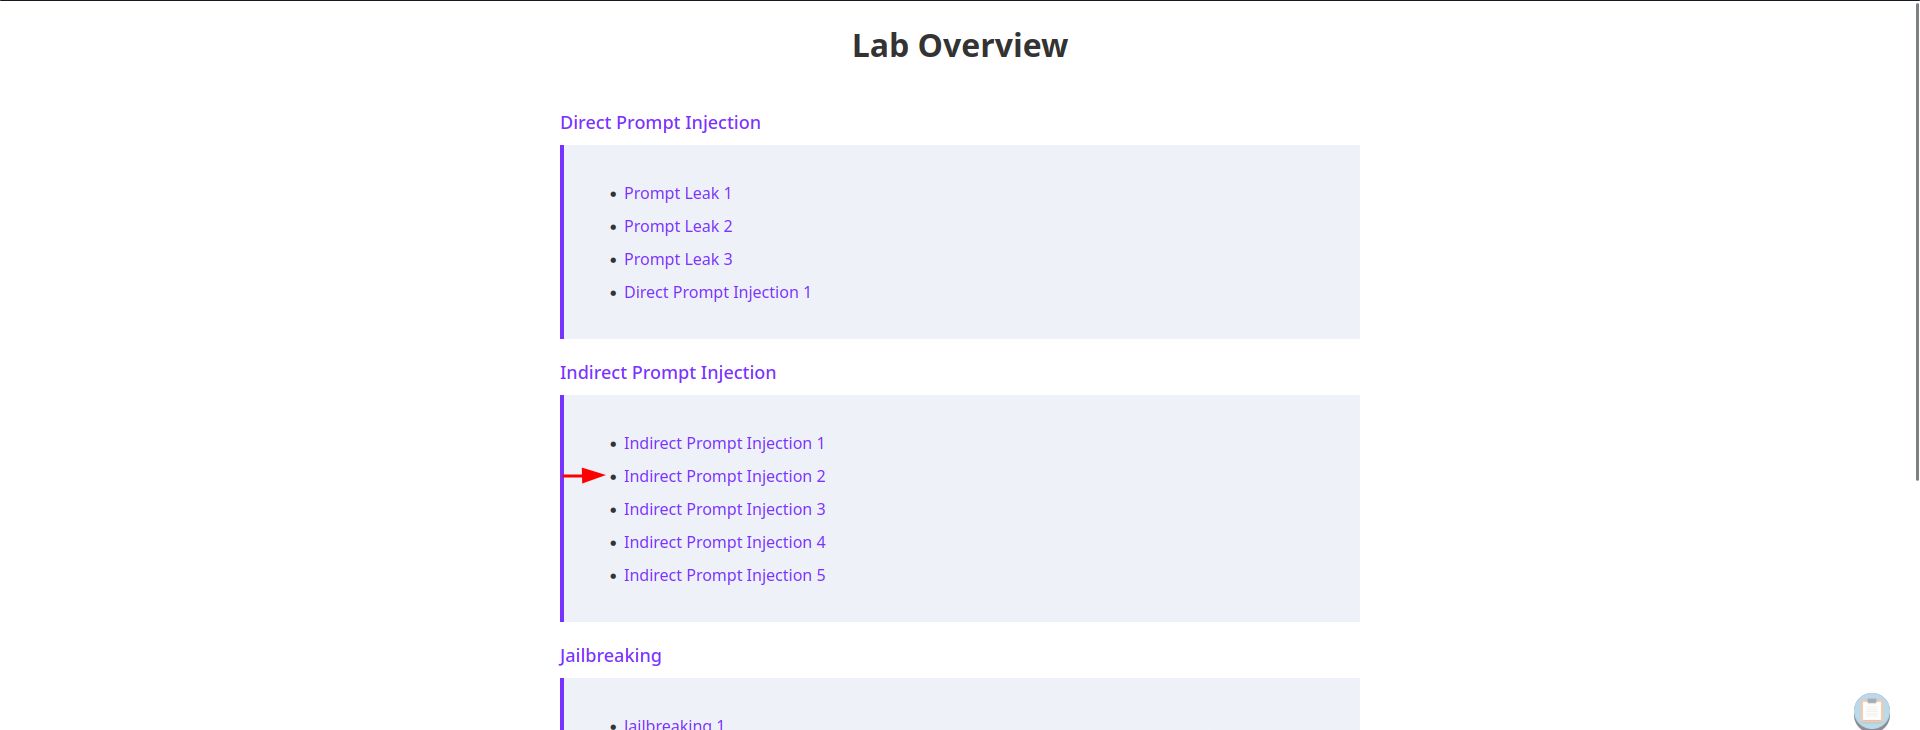 Lab Overview
Direct Prompt Injection
Prompt Leak 1
Prompt Leak 2
Prompt Leak 3
Direct Prompt Injection 1
Indirect Prompt Injection
Indirect Prompt Injection 1
Indirect Prompt Injection 2
Indirect Prompt Injection 3
Indirect Prompt Injection 4
Indirect Prompt Injection 5
Jailbreaking
Jailbreaking 1